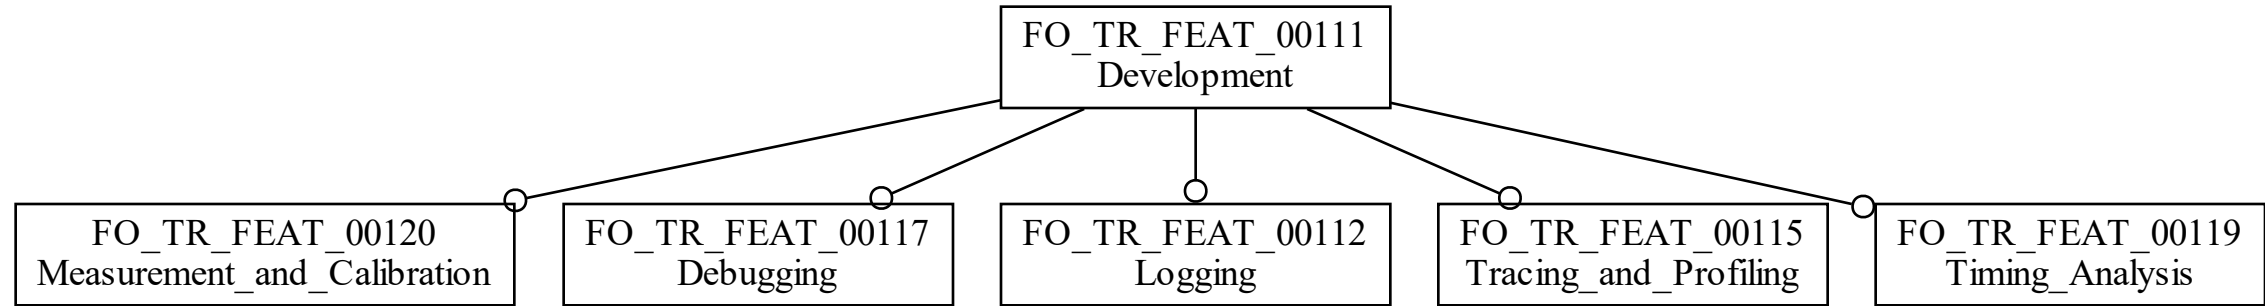 FO_TR_FEAT_00111
Development
FO_TR_FEAT_00120
Measurement_and_Calibration
FO_TR_FEAT_00117
Debugging
FO_TR_FEAT_00112
Logging
FO_TR_FEAT_00115
Tracing_and_Profiling
FO_TR_FEAT_00119
Timing_Analysis